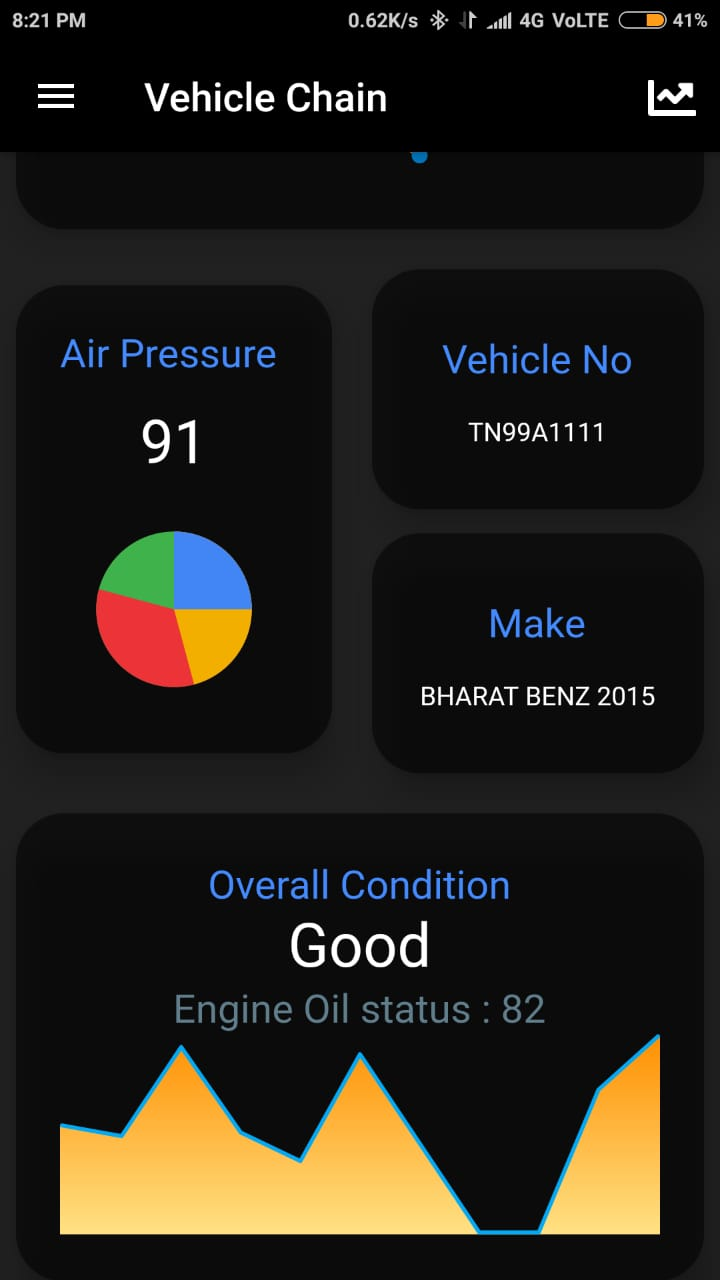 8:21 PM 0.62K/s 4G VoLTE 41%
Vehicle Chain
Air Pressure
91
Vehicle No
TN99A1111
Make
BHARAT BENZ 2015
Overall Condition
Good
Engine Oil status : 82